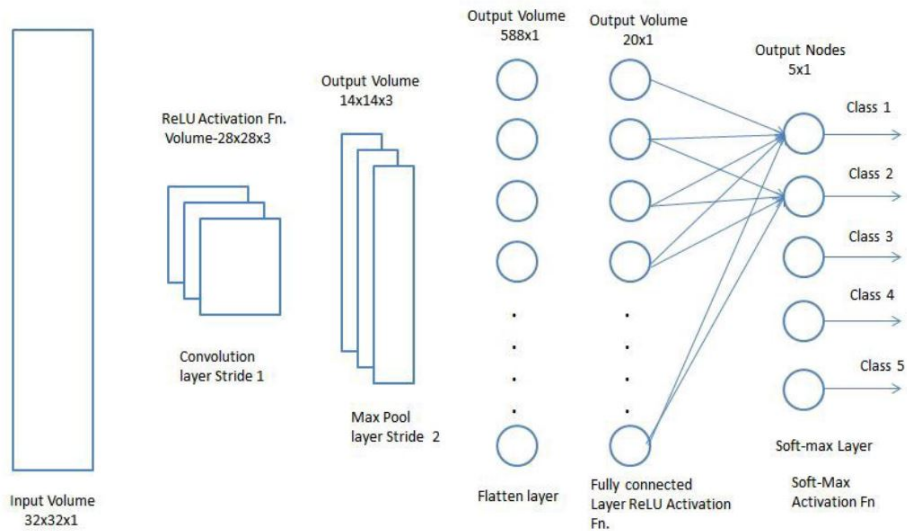 Input Volume
32x32x1
ReLU Activation Fn.
Volume-28x28x3
Convolution
layer Stride 1
Output Volume
14x14x3
Max Pool
layer Stride 2
Output Volume
588x1
Flatten layer
Output Volume
20x1
Fully connected
Layer ReLU Activation
Fn.
Output Nodes
5x1
Class 1
Class 2
Class 3
Class 4
Class 5
Soft-max Layer
Soft-Max
Activation Fn